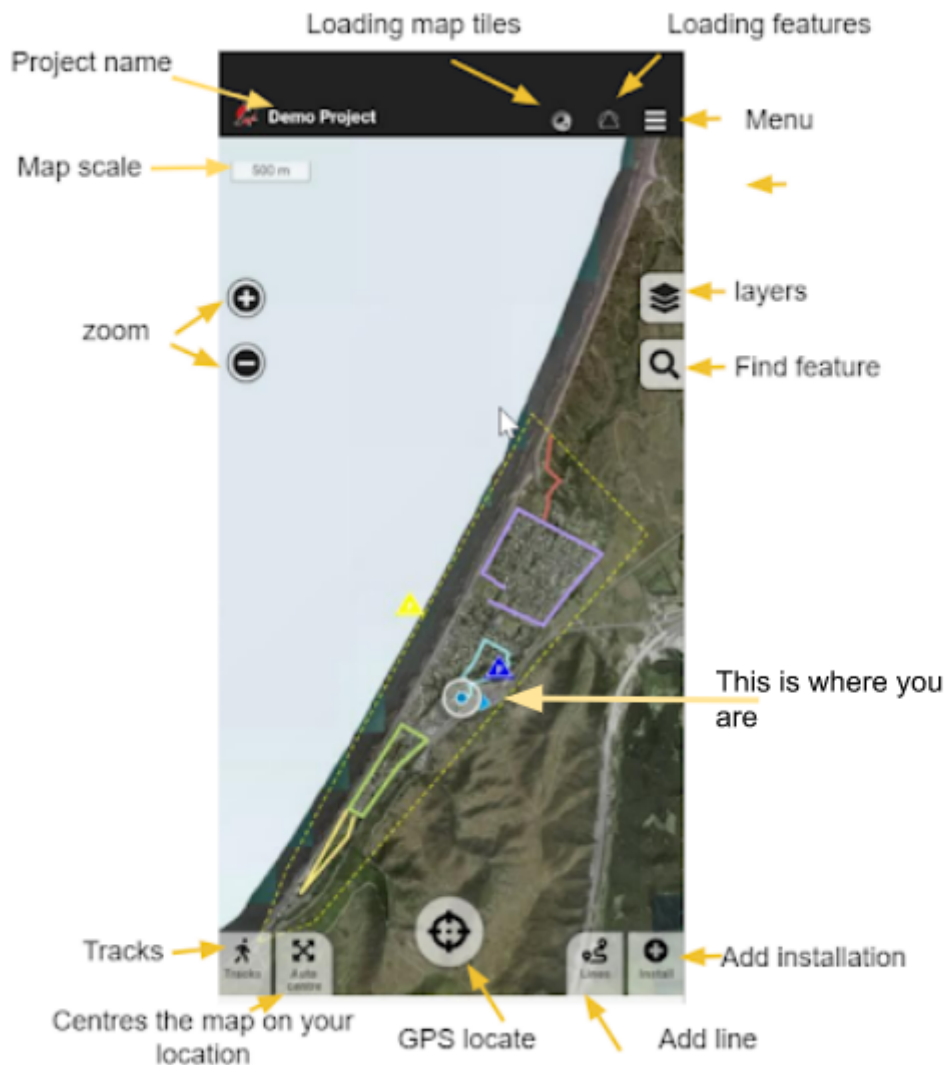 Loading map tiles
Loading features
Project name
Demo Project
Menu
Map scale
500 m
layers
zoom
Find feature
This is where you
are
Tracks
Tracks
Auto
centre
Lines
Install
Add installation
Centres the map on your
location
GPS locate
Add line